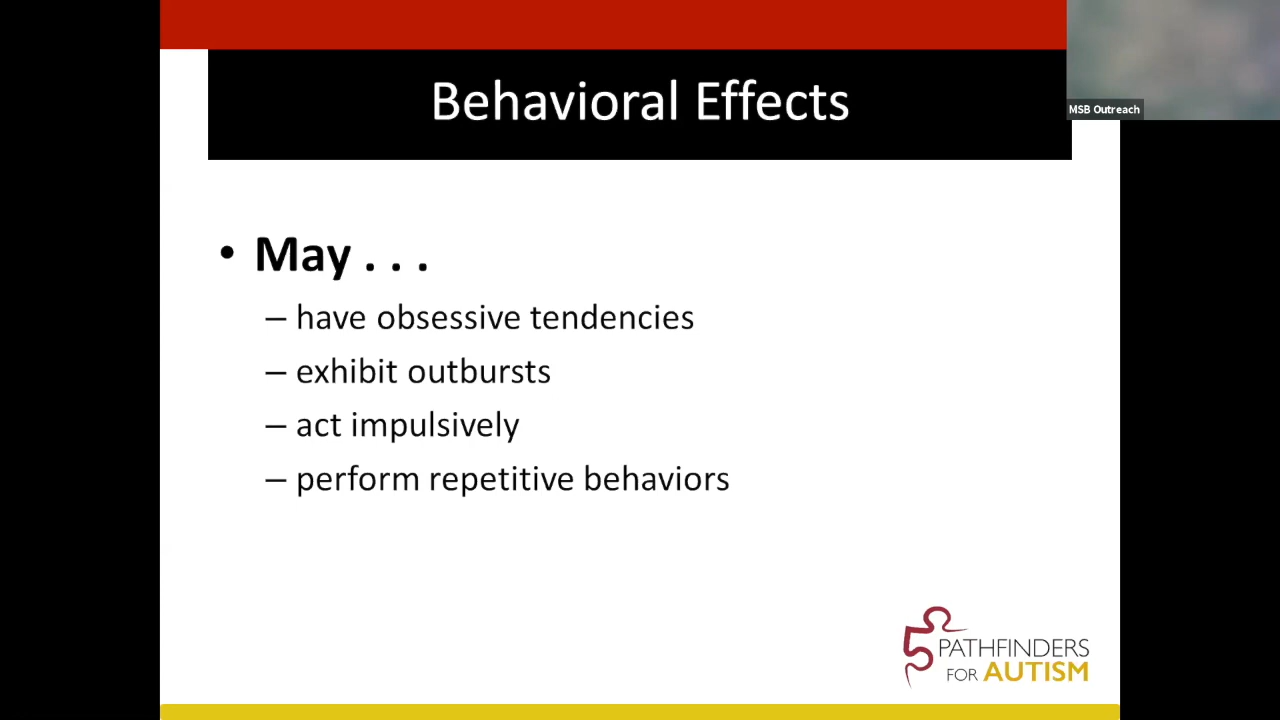 Behavioral Effects
MSB Outreach
• May . . .
– have obsessive tendencies
– exhibit outbursts
– act impulsively
– perform repetitive behaviors
PATHFINDERS
FOR AUTISM